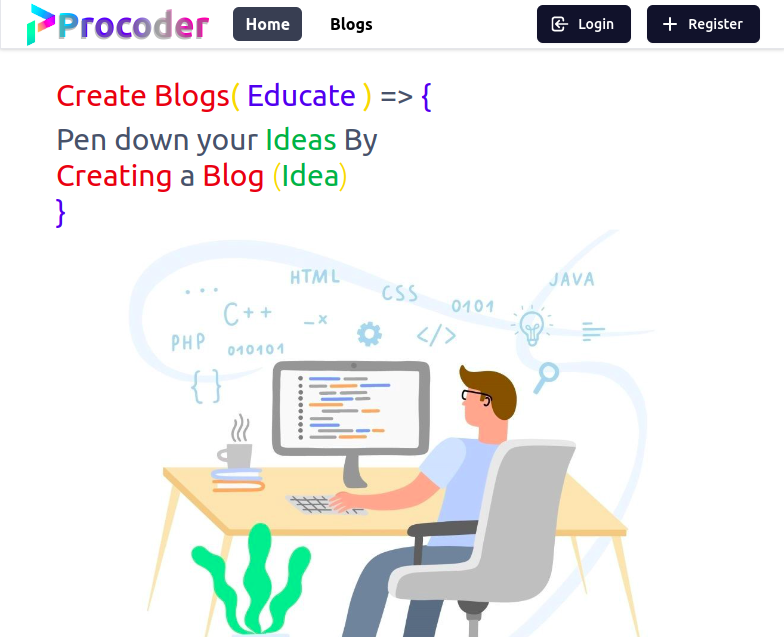 Procoder
Home
Blogs
Login
Register
Create Blogs( Educate ) => {
Pen down your Ideas By
Creating a Blog (Idea)
}
HTML
JAVA
CSS
0101
C++
</>
PHP
010101
{ }